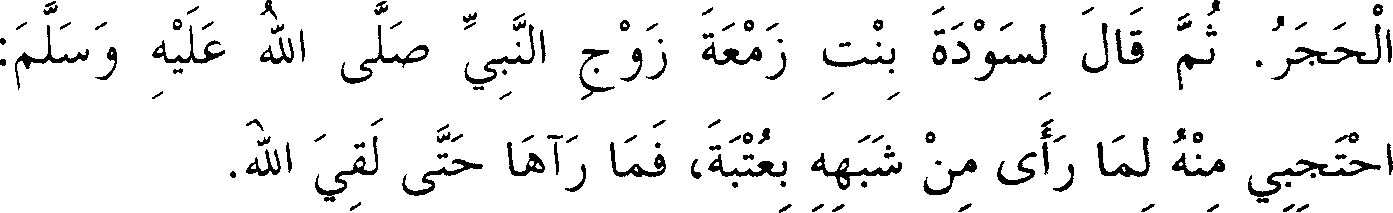 الْحَجَرُ. ثُمَّ قَالَ لِسَوْدَةَ بِنْتِ زَمْعَةَ زَوْجِ النَّبِيِّ صَلَّى اللهُ عَلَيْهِ وَسَلَّمَ:
احْتَجِبِي مِنْهُ لِمَا رَأَى مِنْ شَبَهِهِ بِعُتْبَةَ، فَمَا رَآهَا حَتَّى لَقِيَ اللهَ.